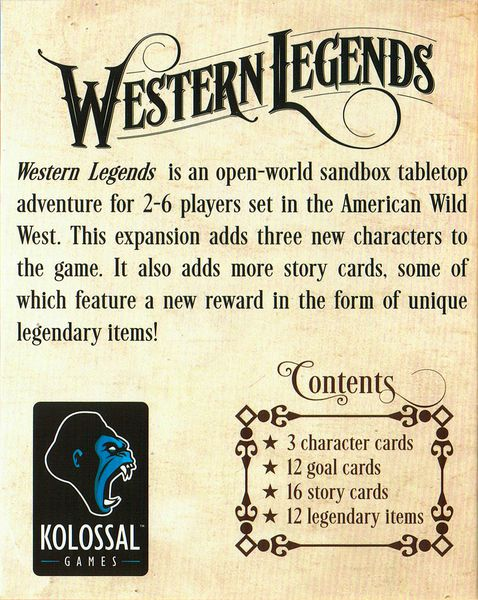 WESTERN LEGENDS
Western Legends is an open-world sandbox tabletop
adventure for 2-6 players set in the American Wild
West. This expansion adds three new characters to
the game. It also adds more story cards, some of
which feature a new reward in the form of unique
legendary items!
Contents
★ 3 character cards
★ 12 goal cards
★ 16 story cards
★ 12 legendary items
KOLOSSAL™
GAMES